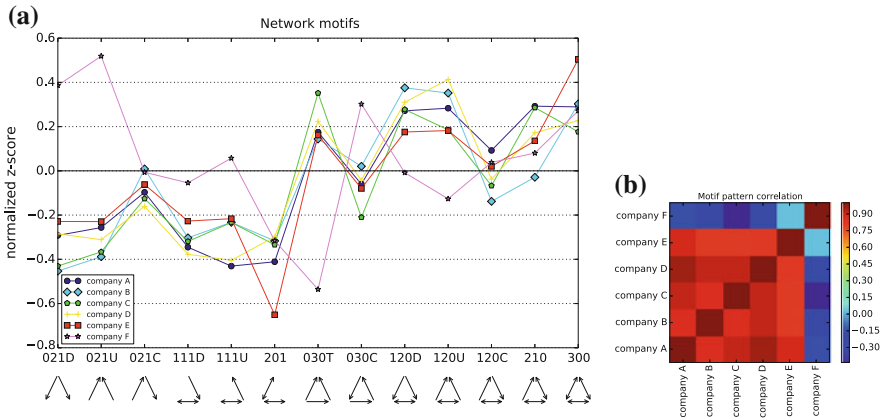 (a)
Network motifs
normalized z-score
0.6
0.4
0.2
0.0
−0.2
−0.4
−0.6
−0.8
company A
company B
company C
company D
company E
company F
021D 021U 021C 111D 111U 201 030T 030C 120D 120U 120C 210 300
(b)
Motif pattern correlation
company F
company E
company D
company C
company B
company A
company A company B company C company D company E company F
0.90
0.75
0.60
0.45
0.30
0.15
0.00
−0.15
−0.30